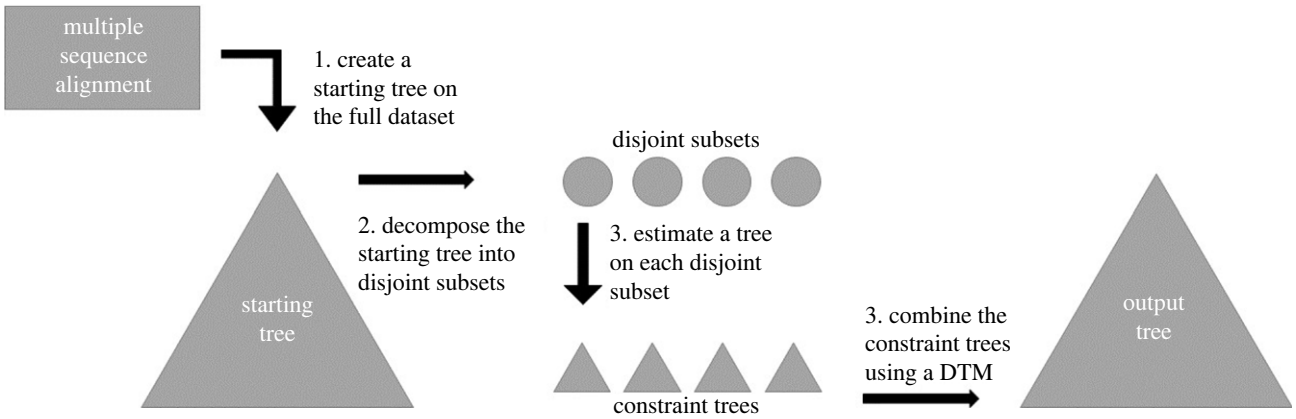 multiple
sequence
alignment
1. create a
starting tree on
the full dataset
starting
tree
2. decompose the
starting tree into
disjoint subsets
disjoint subsets
3. estimate a tree
on each disjoint
subset
constraint trees
3. combine the
constraint trees
using a DTM
output
tree